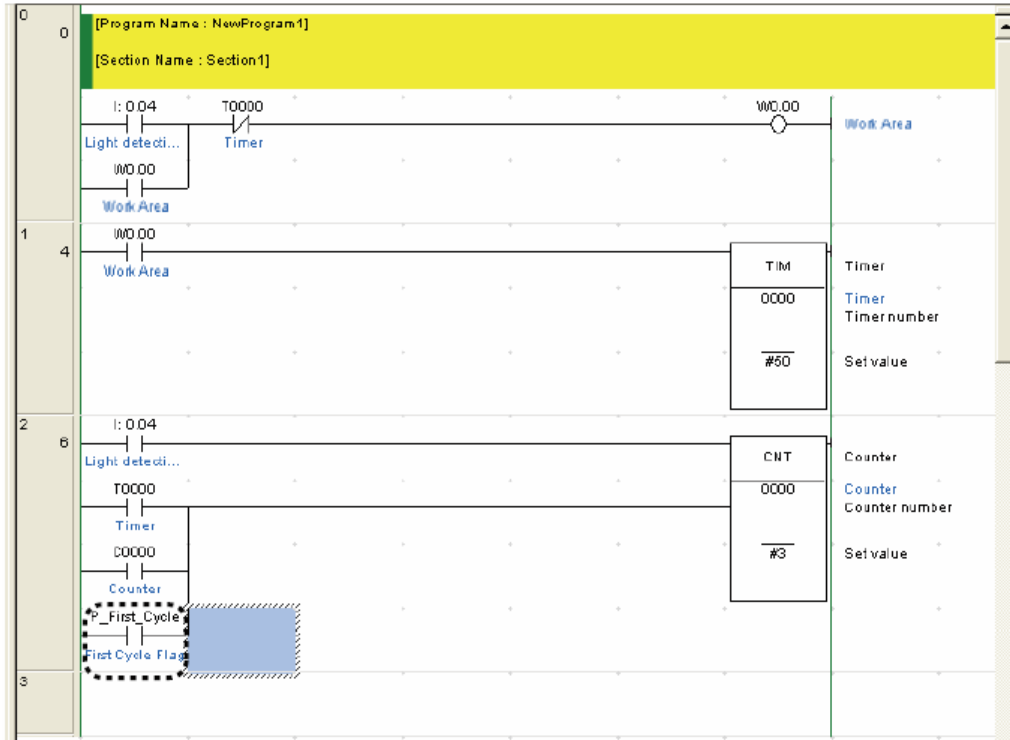 0
0
[Program Name : NewProgram1]
[Section Name : Section1]
I: 0.04
T0000
W0.00
Light detecti...
Timer
Work Area
W0.00
Work Area
1
4
W0.00
Work Area
TIM
Timer
0000
Timer
Timer number
#50
Set value
2
6
I: 0.04
Light detecti...
CNT
Counter
T0000
0000
Counter
Timer
Counter number
C0000
#3
Set value
Counter
P_First_Cycle
First Cycle Flag
3